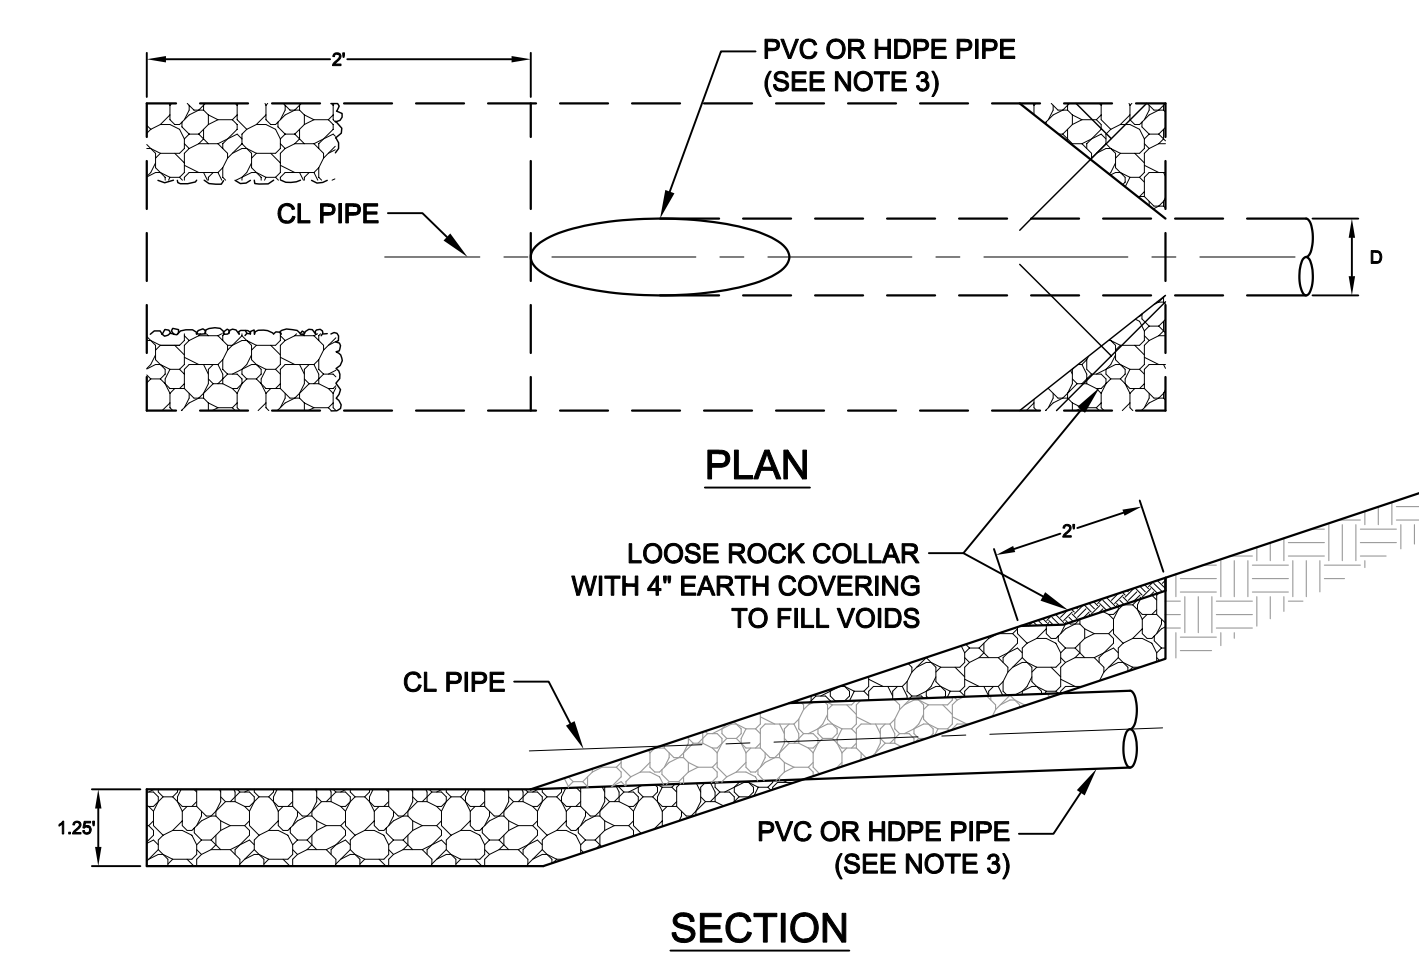 2'
PVC OR HDPE PIPE
(SEE NOTE 3)
CL PIPE
D
PLAN
2'
LOOSE ROCK COLLAR
WITH 4" EARTH COVERING
TO FILL VOIDS
CL PIPE
1.25'
PVC OR HDPE PIPE
(SEE NOTE 3)
SECTION